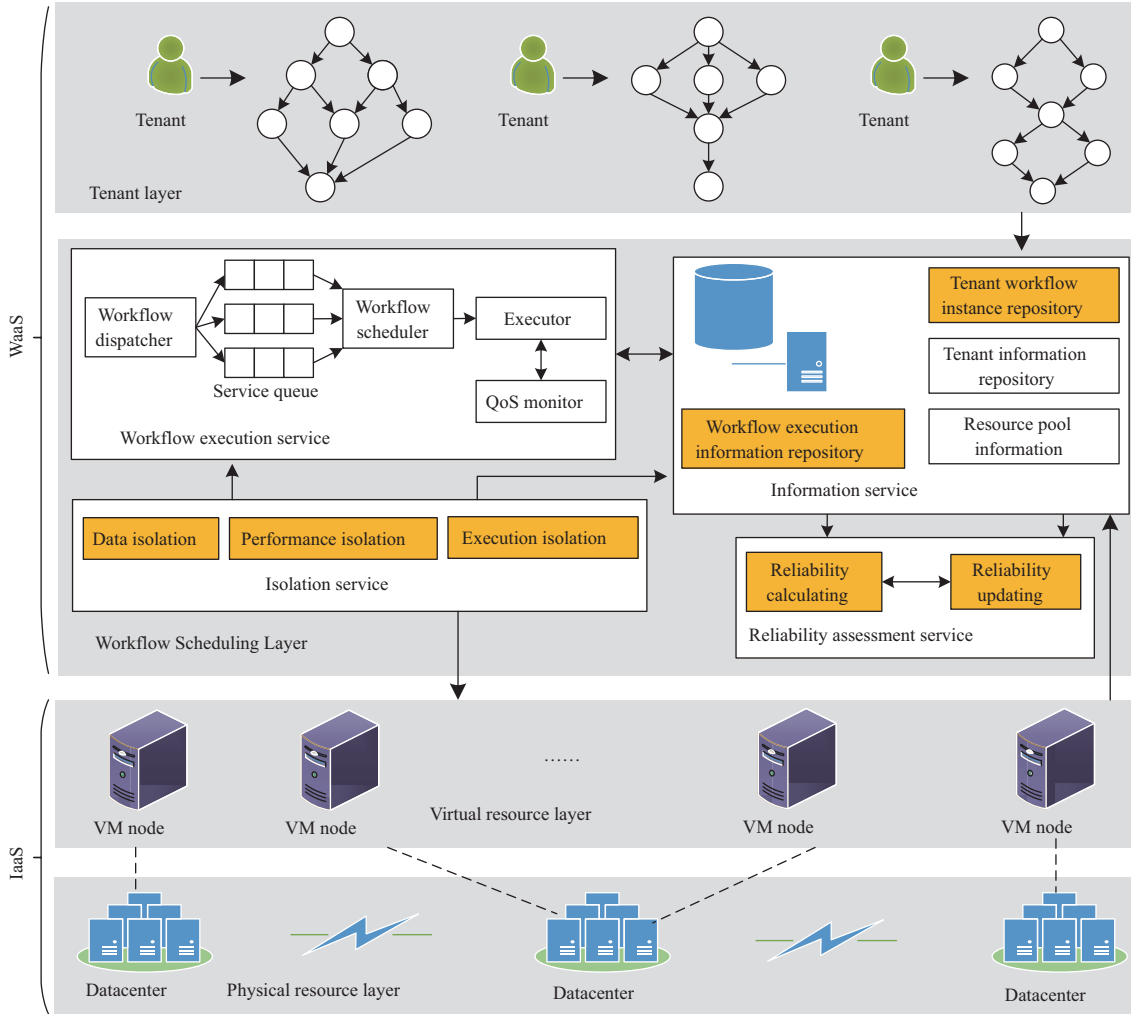 WaaS
Tenant
Tenant
Tenant
Tenant layer
Workflow
dispatcher
Service queue
Workflow
scheduler
Executor
QoS monitor
Workflow execution service
Tenant workflow
instance repository
Tenant information
repository
Workflow execution
information repository
Resource pool
information
Information service
Data isolation
Performance isolation
Execution isolation
Isolation service
Reliability
calculating
Reliability
updating
Reliability assessment service
Workflow Scheduling Layer
IaaS
......
VM node
VM node
VM node
VM node
Virtual resource layer
Datacenter
Physical resource layer
Datacenter
Datacenter